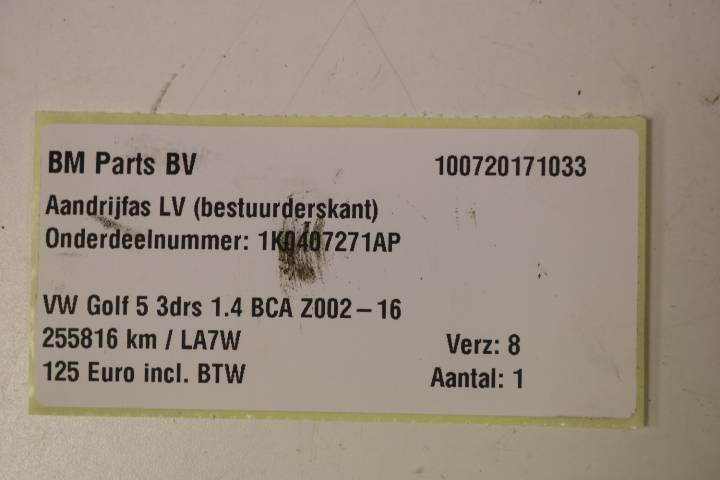 BM Parts BV 100720171033
Aandrijfas LV (bestuurderskant)
Onderdeelnummer: 1K0407271AP
VW Golf 5 3drs 1.4 BCA Z002-16
255816 km / LA7W Verz: 8
125 Euro incl. BTW Aantal: 1